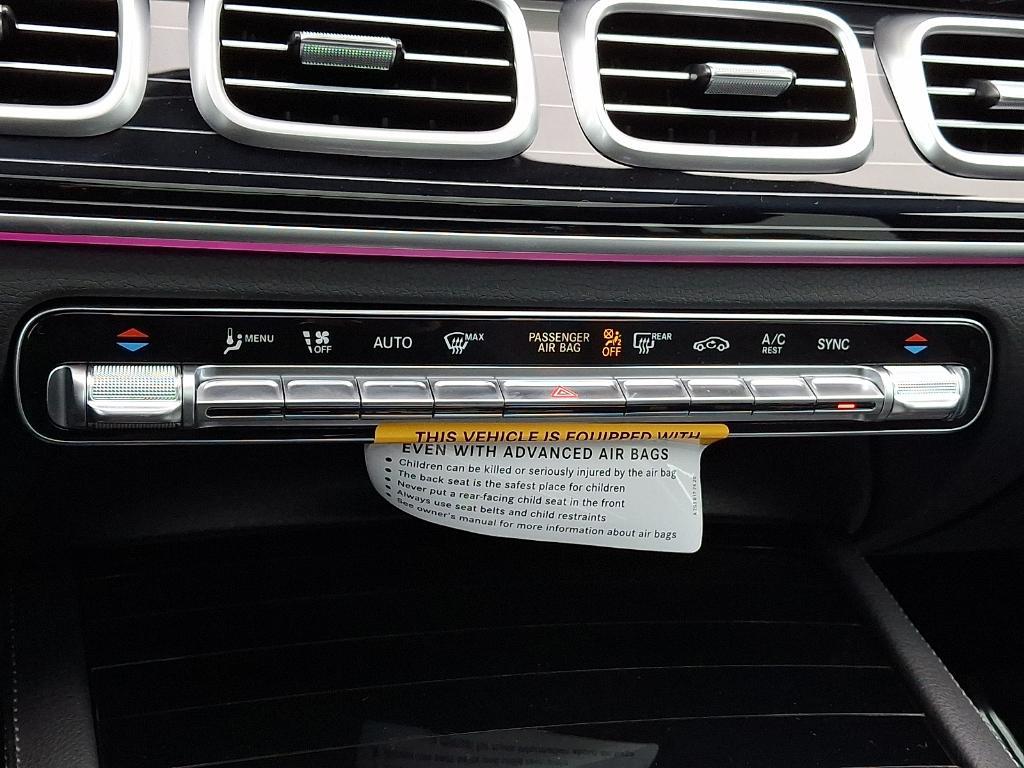 MENU
OFF
AUTO
MAX
PASSENGER
AIR BAG
2
OFF
REAR
A/C
REST
SYNC
THIS VEHICLE IS EQUIPPED WITH
EVEN WITH ADVANCED AIR BAGS
• Children can be killed or seriously injured by the air bag
• The back seat is the safest place for children
• Never put a rear-facing child seat in the front
• Always use seat belts and child restraints
• See owner's manual for more information about air bags